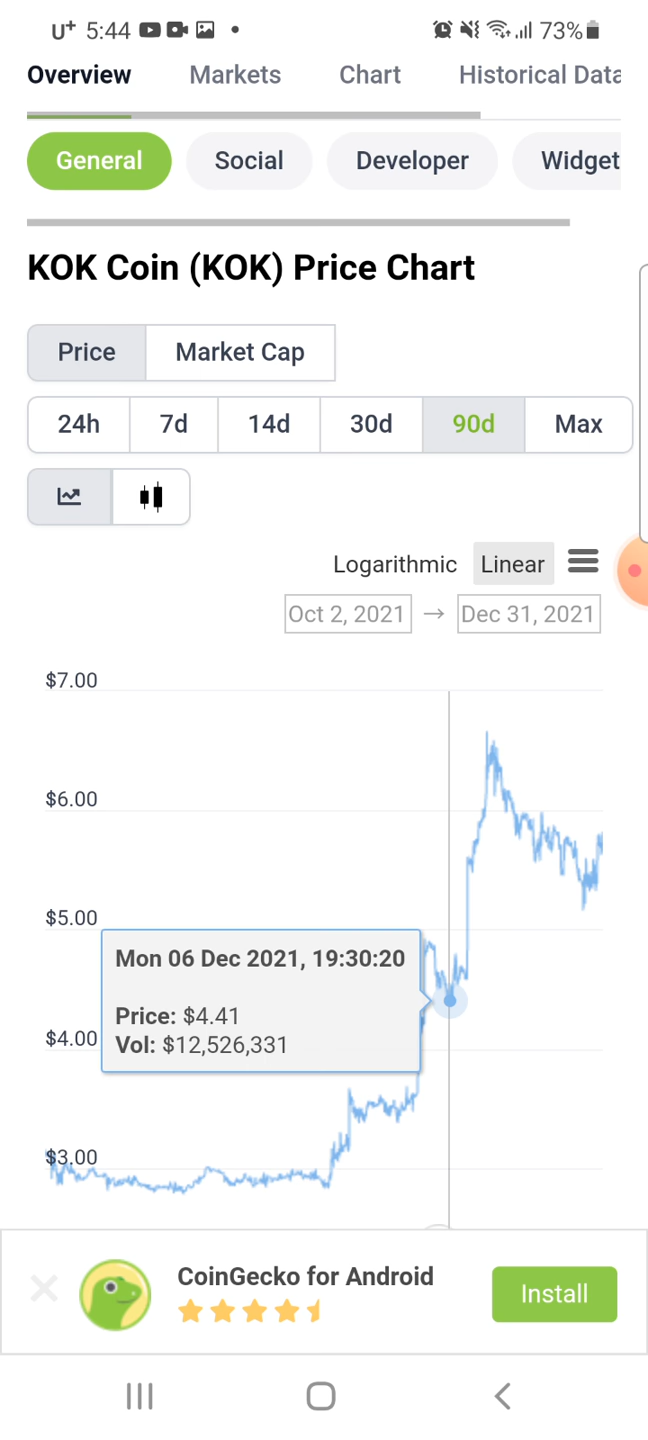 U+ 5:44 73%
Overview Markets Chart Historical Data
General Social Developer Widget
KOK Coin (KOK) Price Chart
Price Market Cap
24h 7d 14d 30d 90d Max
Logarithmic Linear
Oct 2, 2021 → Dec 31, 2021
$7.00
$6.00
$5.00
Mon 06 Dec 2021, 19:30:20
Price: $4.41
$4.00
Vol: $12,526,331
$3.00
CoinGecko for Android
Install